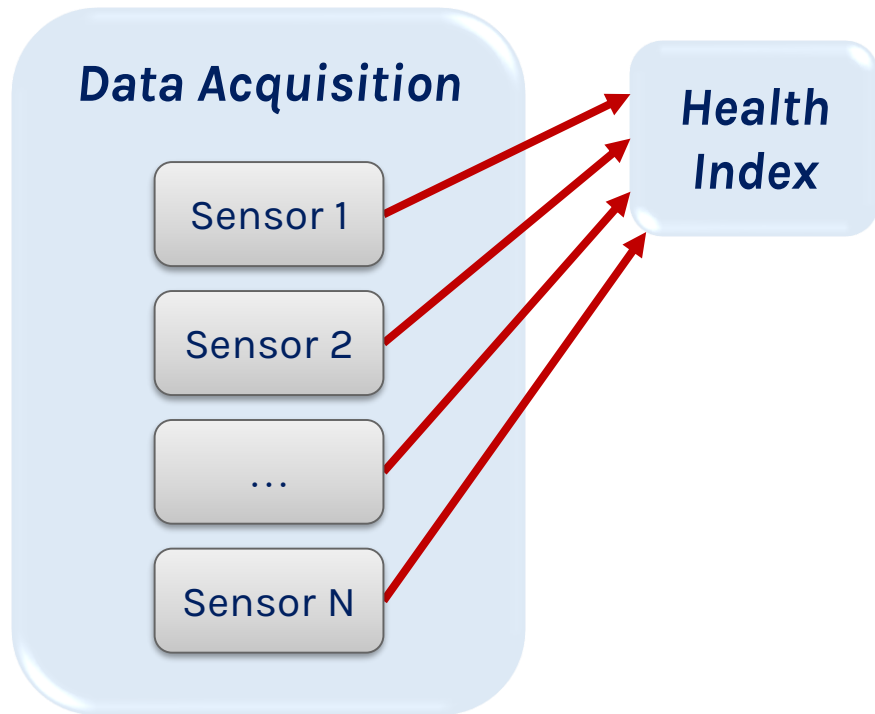 Data Acquisition
Sensor 1
Sensor 2
...
Sensor N
Health
Index